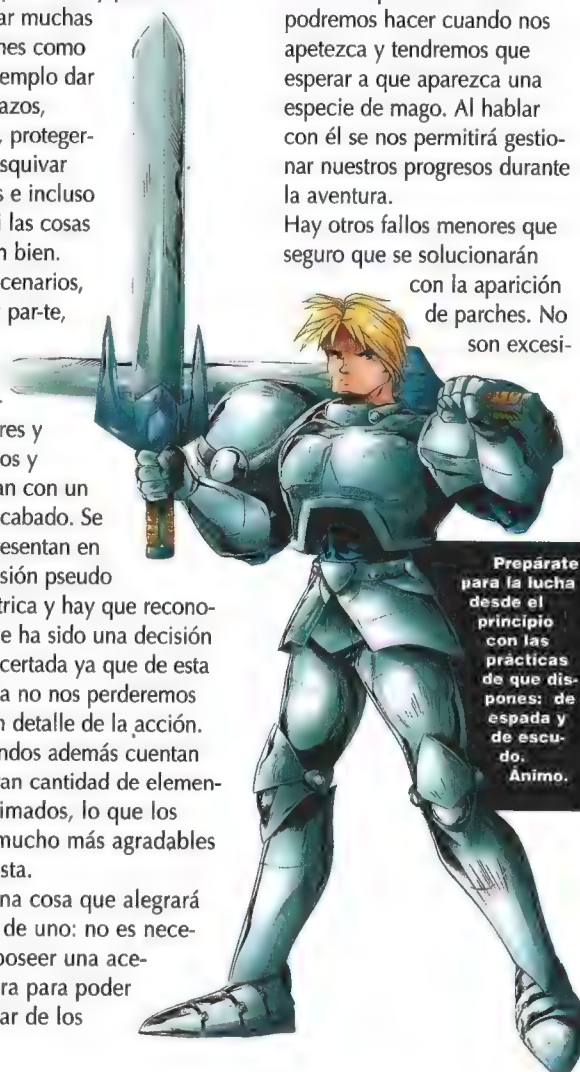 ar muchas
nes como
emplo dar
azos,
, proteger-
squivar
s e incluso
i las cosas
n bien.
cenarios,
par-te,
res y
os y
an con un
cabado. Se
esentan en
sión pseudo
trica y hay que recono-
e ha sido una decisión
certada ya que de esta
a no nos perderemos
n detalle de la acción.
ndos además cuentan
an cantidad de elemen-
imados, lo que los
mucho más agradables
sta.
na cosa que alegrará
de uno: no es nece-
poseer una ace-
ra para poder
ar de los
podremos hacer cuando nos
apetezca y tendremos que
esperar a que aparezca una
especie de mago. Al hablar
con él se nos permitirá gestio-
nar nuestros progresos durante
la aventura.
Hay otros fallos menores que
seguro que se solucionarán
con la aparición
de parches. No
son excesi-
Prepárate
para la lucha
desde el
principio
con las
prácticas
de que dis-
pones: de
espada y
de escu-
do.
Ánimo.